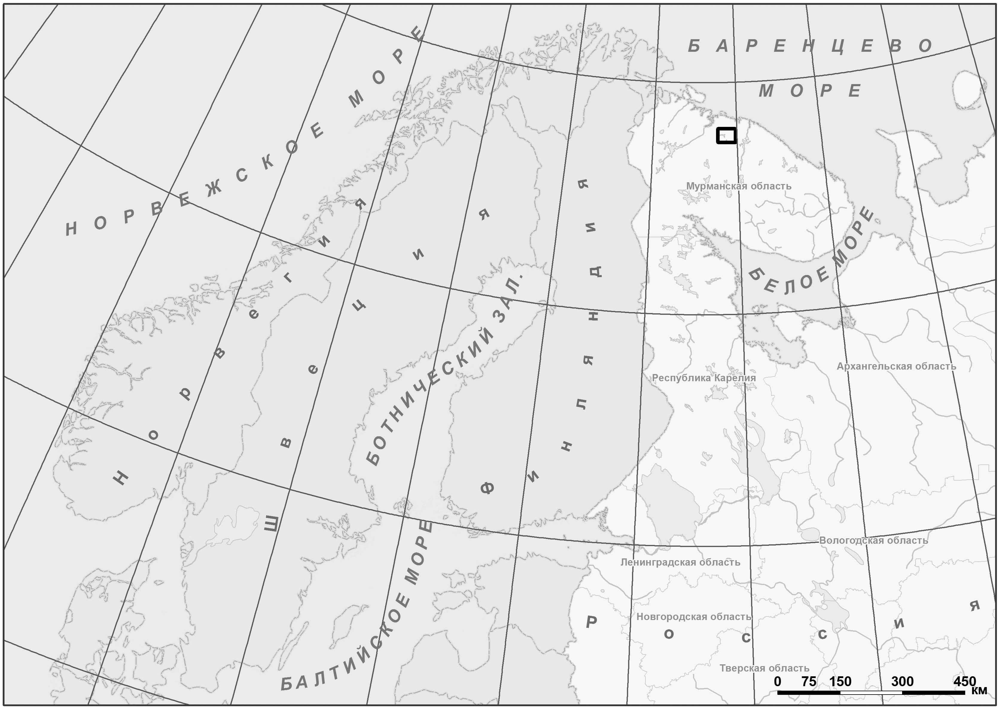 БАРЕНЦЕВО
МОРЕ
НОРВЕЖСКОЕ МОРЕ
Мурманская область
БЕЛОЕ МОРЕ
Норвегия
Швеция
Финляндия
БОТНИЧЕСКИЙ ЗАЛ.
Архангельская область
Республика Карелия
Вологодская область
Ленинградская область
БАЛТИЙСКОЕ МОРЕ
Новгородская область
Россия
Тверская область
0 75 150 300 450
км